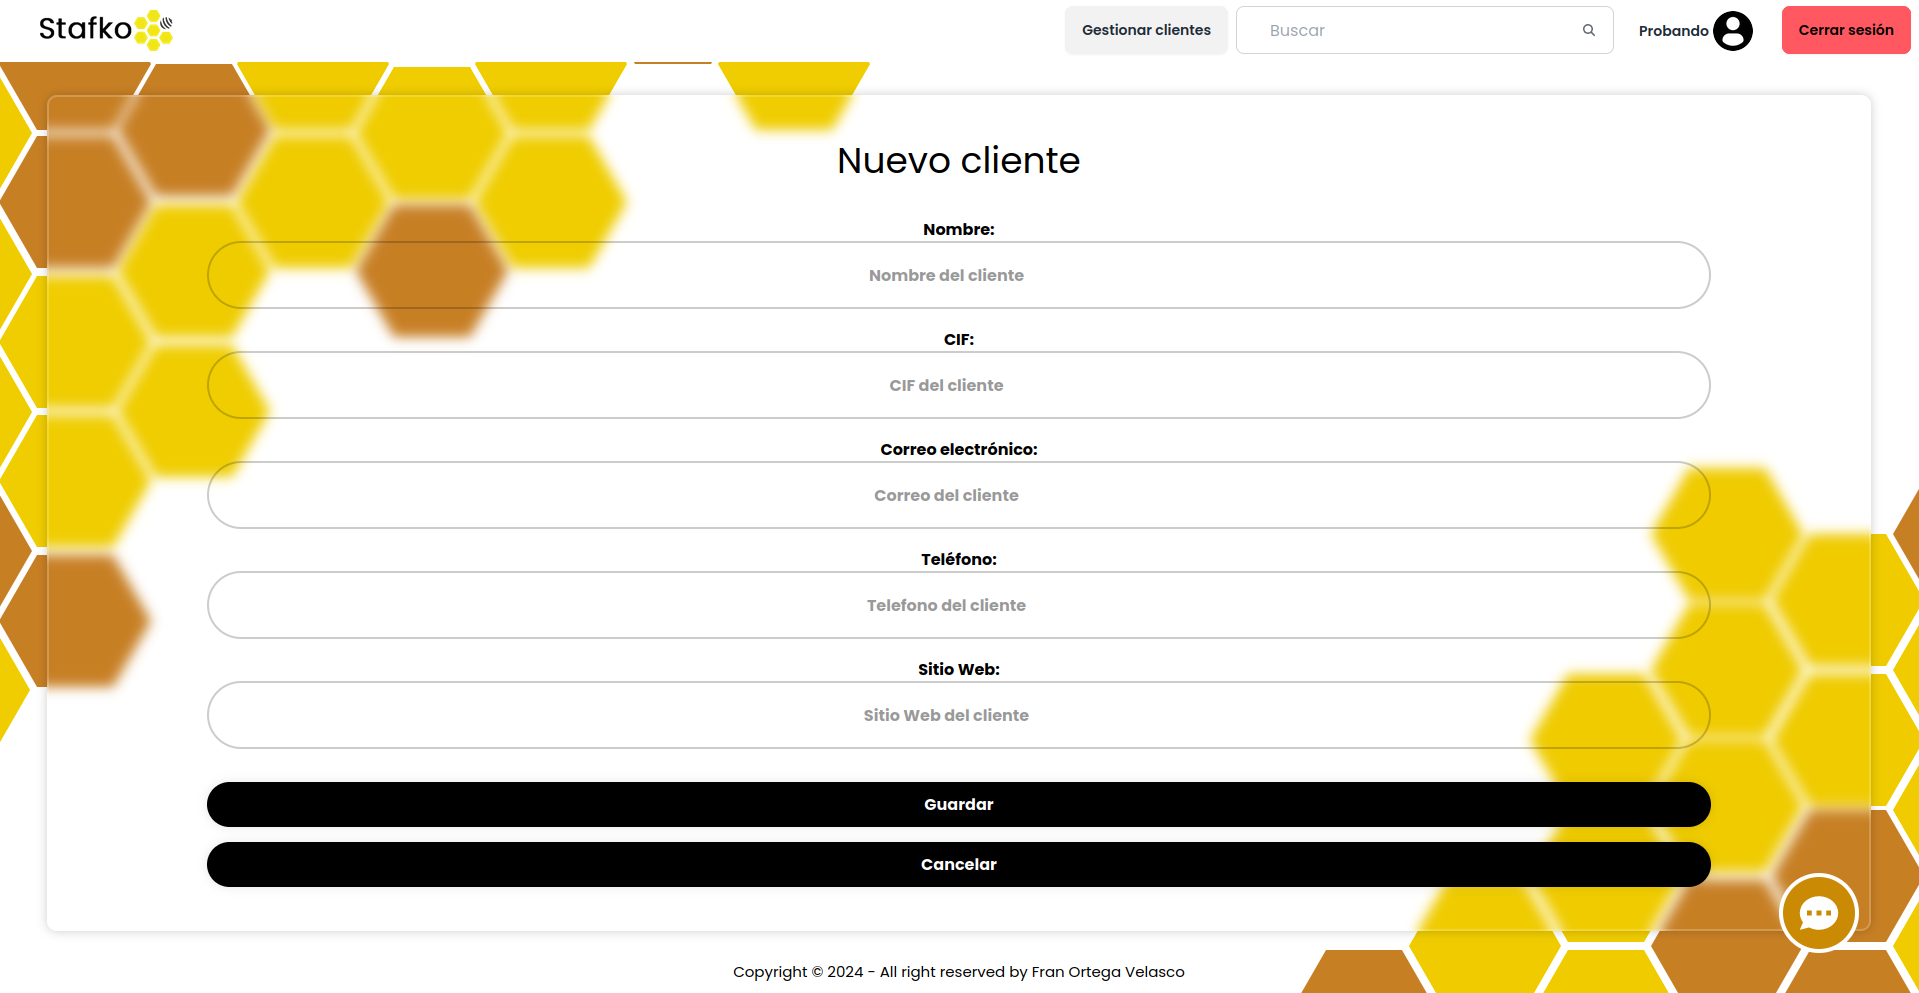 Stafko
Gestionar clientes
Buscar
Probando
Cerrar sesión
Nuevo cliente
Nombre:
Nombre del cliente
CIF:
CIF del cliente
Correo electrónico:
Correo del cliente
Teléfono:
Telefono del cliente
Sitio Web:
Sitio Web del cliente
Guardar
Cancelar
Copyright © 2024 - All right reserved by Fran Ortega Velasco